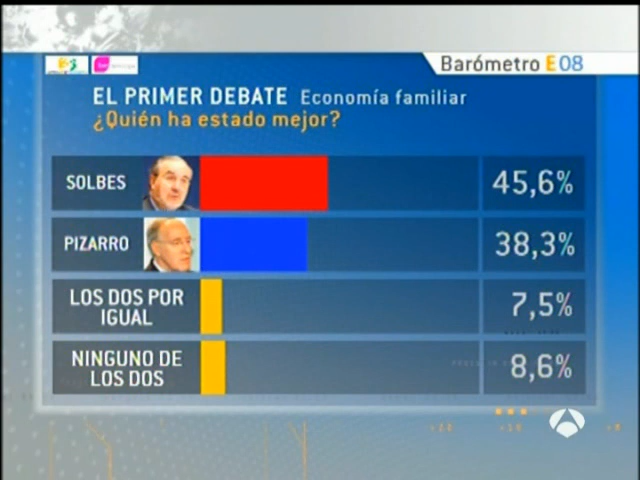 Barómetro E08
EL PRIMER DEBATE Economía familiar
¿Quién ha estado mejor?
SOLBES 45,6%
PIZARRO 38,3%
LOS DOS POR
IGUAL 7,5%
NINGUNO DE
LOS DOS 8,6%